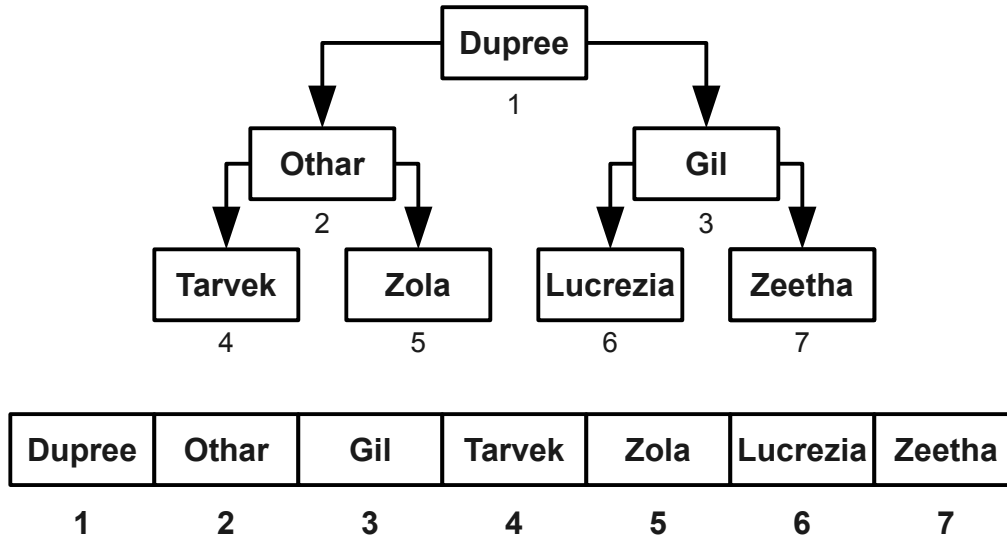 Dupree
1
Othar Gil
2 3
Tarvek Zola Lucrezia Zeetha
4 5 6 7
Dupree Othar Gil Tarvek Zola Lucrezia Zeetha
1 2 3 4 5 6 7